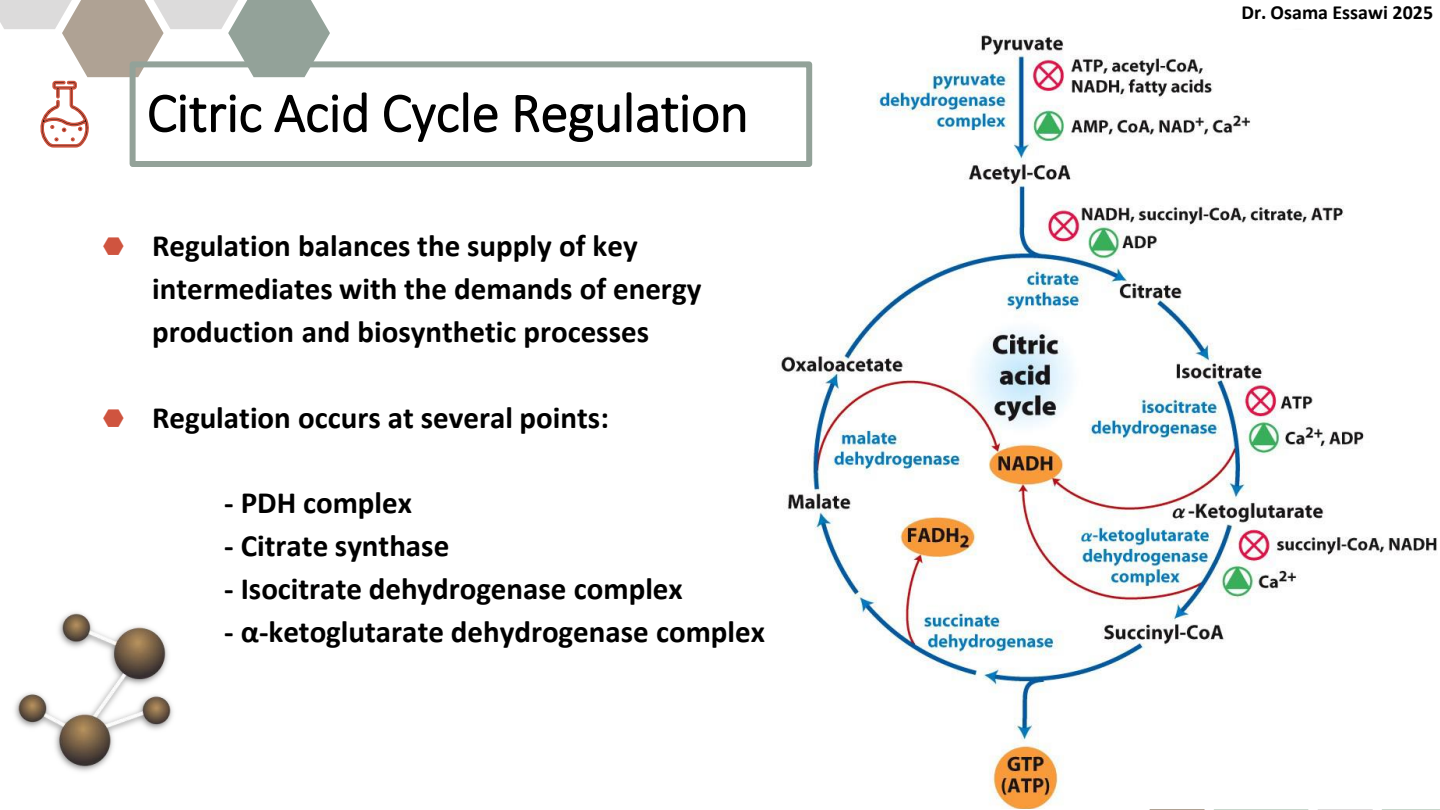 Dr. Osama Essawi 2025
Citric Acid Cycle Regulation
Regulation balances the supply of key
intermediates with the demands of energy
production and biosynthetic processes
Regulation occurs at several points:
- PDH complex
- Citrate synthase
- Isocitrate dehydrogenase complex
- α-ketoglutarate dehydrogenase complex
Pyruvate
pyruvate
dehydrogenase
complex
ATP, acetyl-CoA,
NADH, fatty acids
AMP, CoA, NAD⁺, Ca²⁺
Acetyl-CoA
NADH, succinyl-CoA, citrate, ATP
ADP
citrate
synthase
Citrate
Citric
acid
cycle
Oxaloacetate
Isocitrate
isocitrate
dehydrogenase
ATP
Ca²⁺, ADP
malate
dehydrogenase
NADH
Malate
α-Ketoglutarate
FADH₂
α-ketoglutarate
dehydrogenase
complex
succinyl-CoA, NADH
Ca²⁺
succinate
dehydrogenase
Succinyl-CoA
GTP
(ATP)